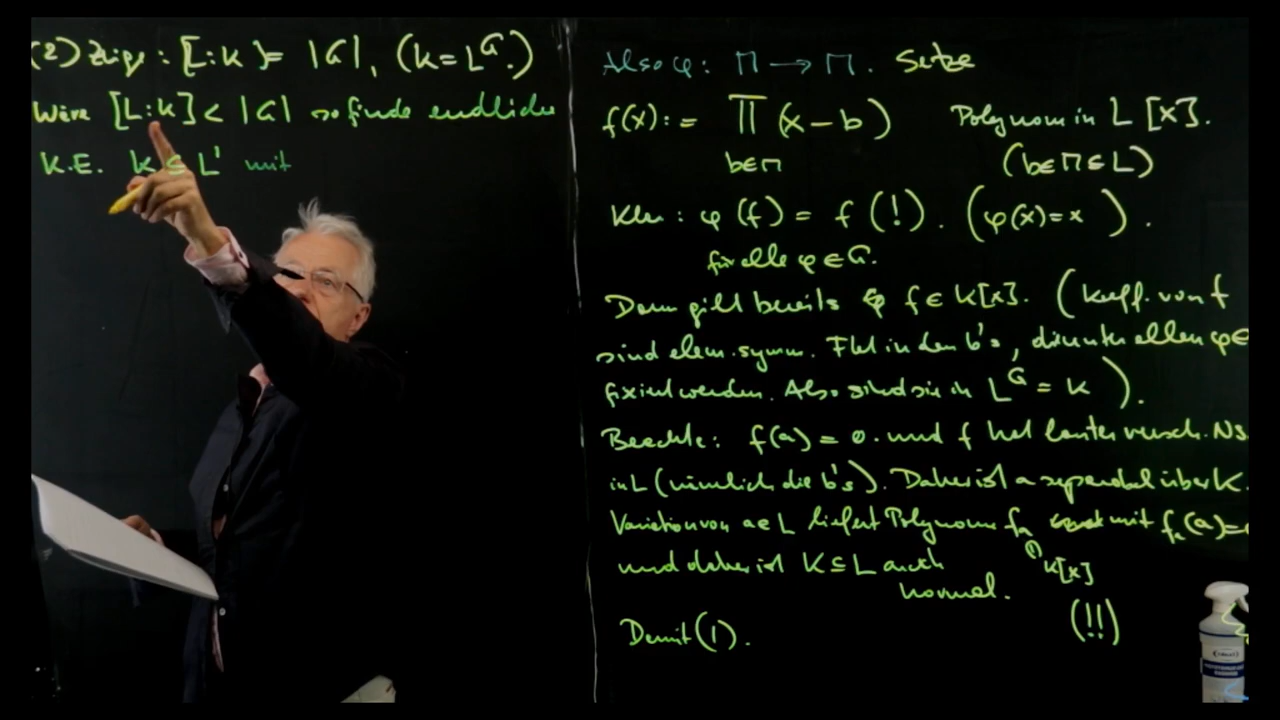 (2) Zeige: [L:K] = |G|, (K = L^G.)
Wäre [L:K] < |G| so finde endliche
K.E. K ⊆ L' mit
Also φ: M → M. Setze
f(x) := ∏ (x - b) Polynom in L [x].
b∈M (b∈M⊆L)
Klar: φ(f) = f (!). (φ(x)=x).
für alle φ∈G.
Dann gilt bereits f ∈ K[x]. (Koeff. von f
sind elem. symm. Fkt in den b's, die unter allen φ∈
fixiert werden. Also sind sie in L^G = K).
Beachte: f(a) = 0. und f hat lauter versch. NS.
in L (nämlich die b's). Daher ist a separabel über K.
Variation von a∈L liefert Polynome f_a mit f_a(a)=
∈ K[x]
und daher ist K ⊆ L auch
normal.
(!!)
Damit (1).